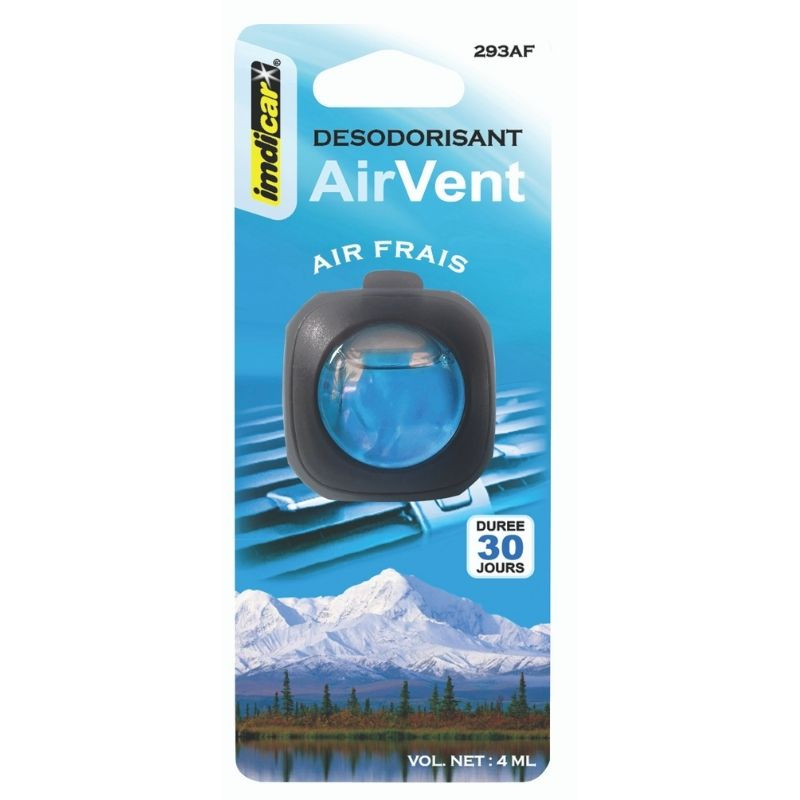 293AF
imdicar®
DESODORISANT
AirVent
AIR FRAIS
DUREE
30
JOURS
VOL. NET : 4 ML